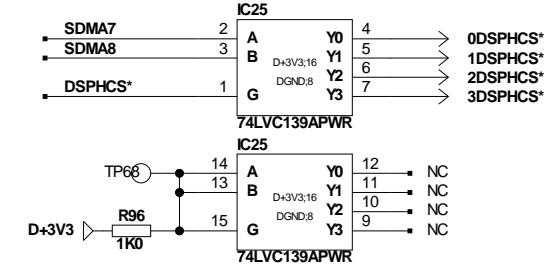 IC25
SDMA7 2 A Y0 4 0DSPHCS*
SDMA8 3 B D+3V3;16 Y1 5 1DSPHCS*
DGND;8 Y2 6 2DSPHCS*
DSPHCS* 1 G Y3 7 3DSPHCS*
74LVC139APWR
IC25
TP68 14 A Y0 12 NC
13 B D+3V3;16 Y1 11 NC
DGND;8 Y2 10 NC
D+3V3 R96 15 G Y3 9 NC
1K0
74LVC139APWR